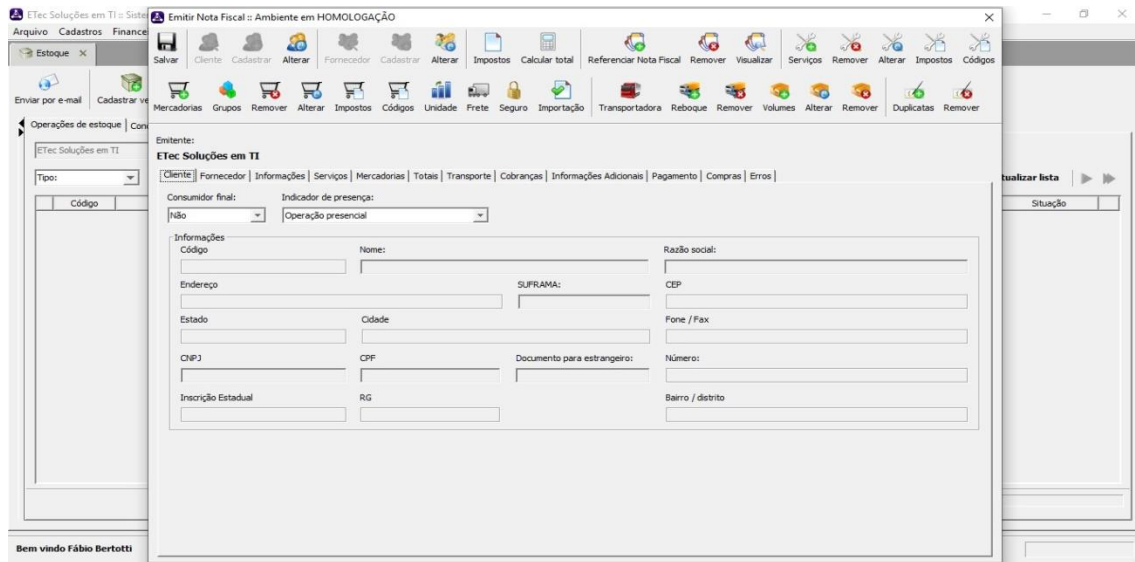 ETec Soluções em TI :: Siste
Emitir Nota Fiscal :: Ambiente em HOMOLOGAÇÃO
Arquivo Cadastros Finance
Estoque
Salvar Cliente Cadastrar Alterar Fornecedor Cadastrar Alterar Impostos Calcular total Referenciar Nota Fiscal Remover Visualizar Serviços Remover Alterar Impostos Códigos
Enviar por e-mail Cadastrar ve
Mercadorias Grupos Remover Alterar Impostos Códigos Unidade Frete Seguro Importação Transportadora Reboque Remover Volumes Alterar Remover Duplicatas Remover
Operações de estoque Con
Emitente:
ETec Soluções em TI
ETec Soluções em TI
Cliente Fornecedor Informações Serviços Mercadorias Totais Transporte Cobranças Informações Adicionais Pagamento Compras Erros
Tipo:
tualizar lista
Código
Situação
Consumidor final: Indicador de presença:
Não Operação presencial
Informações
Código Nome: Razão social:
Endereço SUFRAMA: CEP
Estado Cidade Fone / Fax
CNPJ CPF Documento para estrangeiro: Número:
Inscrição Estadual RG Bairro / distrito
Bem vindo Fábio Bertotti